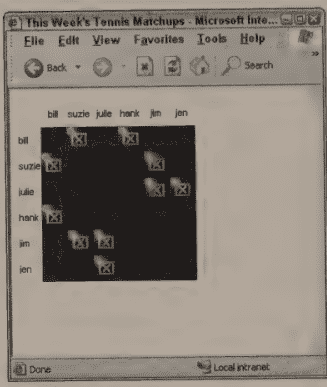 This Week's Tennis Matchups - Microsoft Inte...
File Edit View Favorites Tools Help
Back Search
bill suzie julie hank jim jen
bill
suzie
julie
hank
jim
jen
Done Local intranet